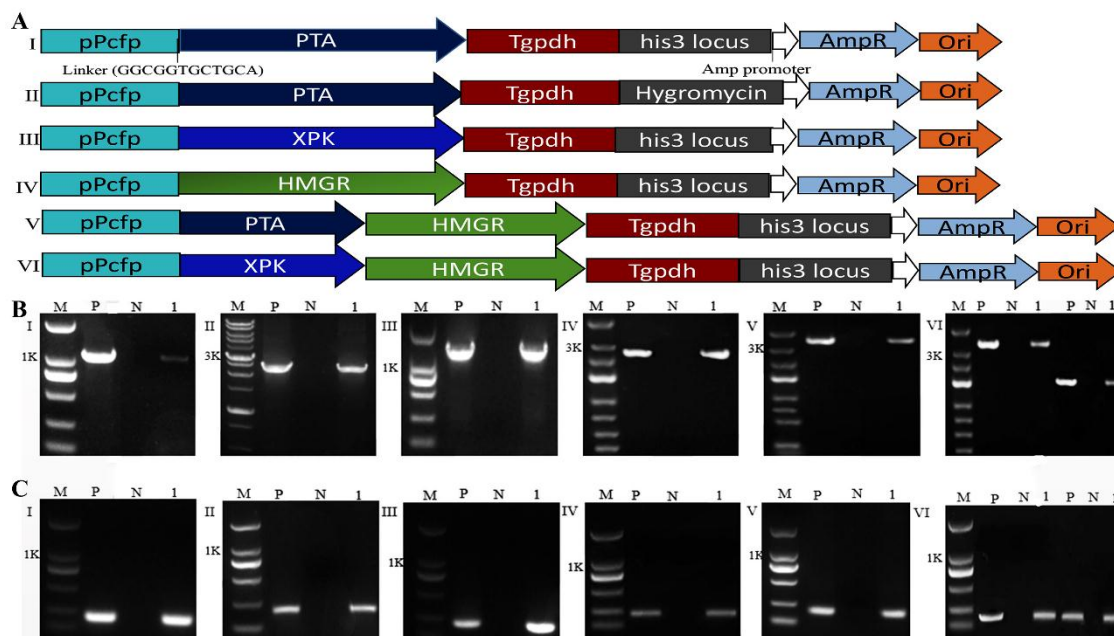 A
I pPcfp PTA Tgpdh his3 locus AmpR Ori
Linker (GGCGGTGCTGCA) Amp promoter
II pPcfp PTA Tgpdh Hygromycin AmpR Ori
III pPcfp XPK Tgpdh his3 locus AmpR Ori
IV pPcfp HMGR Tgpdh his3 locus AmpR Ori
V pPcfp PTA HMGR Tgpdh his3 locus AmpR Ori
VI pPcfp XPK HMGR Tgpdh his3 locus AmpR Ori
B
I M P N 1
1K
II M P N 1
3K
III M P N 1
1K
IV M P N 1
3K
V M P N 1
3K
VI M P N 1 P N 1
3K
C
I M P N 1
1K
II M P N 1
1K
III M P N 1
1K
IV M P N 1
1K
V M P N 1
1K
VI M P N 1 P N 1
1K